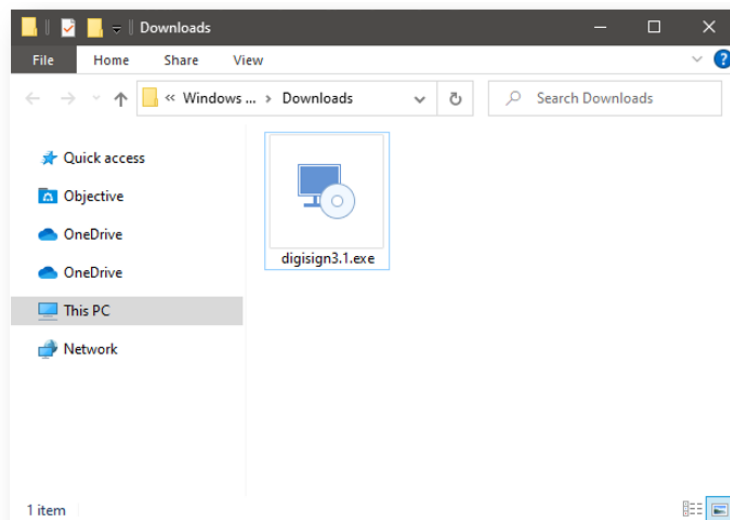 Downloads
File Home Share View
« Windows ... › Downloads
Search Downloads
Quick access
Objective
OneDrive
OneDrive
This PC
Network
digisign3.1.exe
1 item